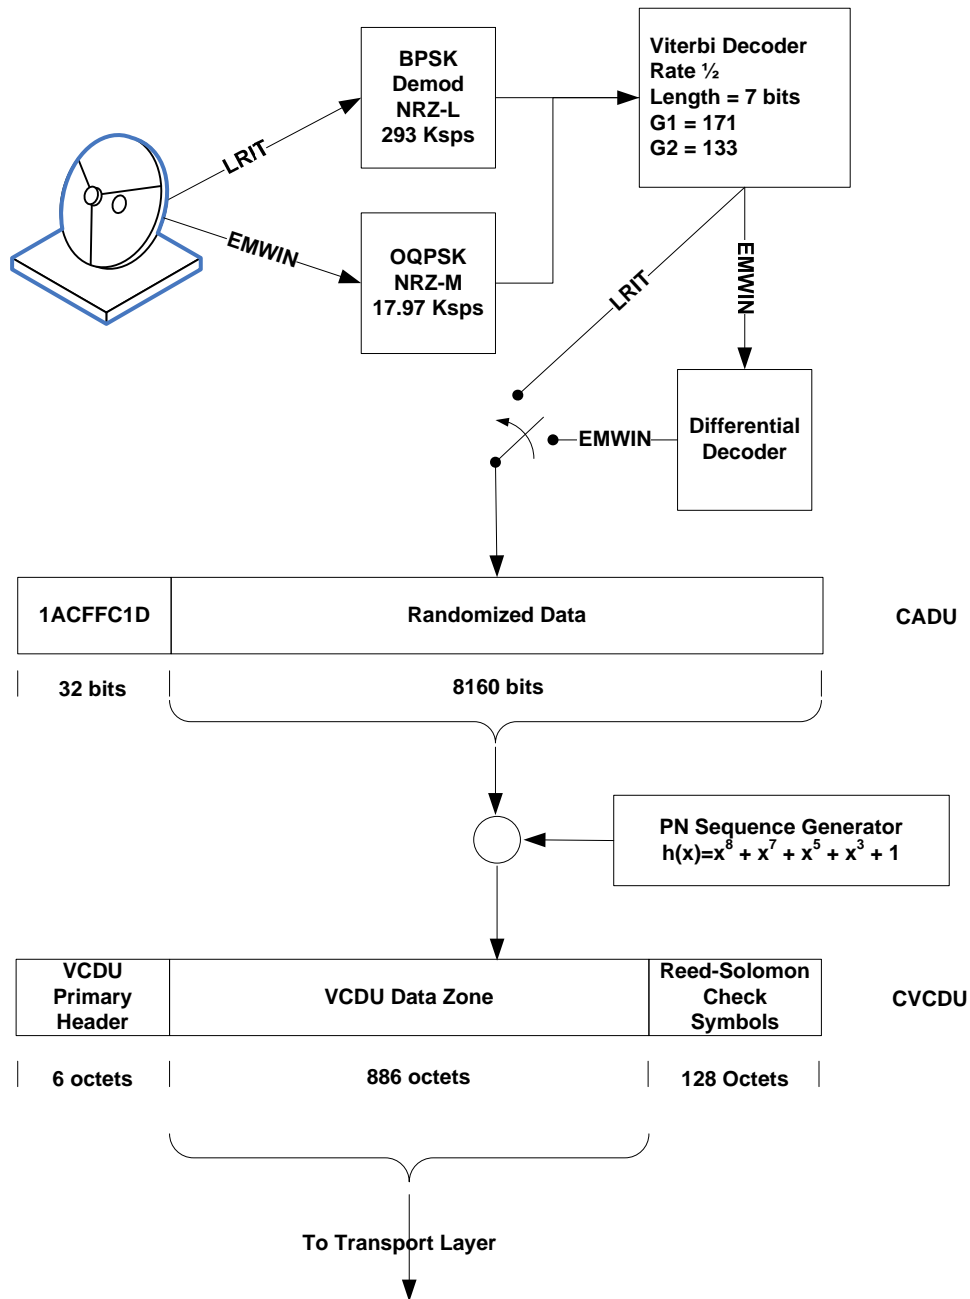 BPSK
Demod
NRZ-L
293 Ksps
Viterbi Decoder
Rate ½
Length = 7 bits
G1 = 171
G2 = 133
LRIT
EMWIN
OQPSK
NRZ-M
17.97 Ksps
LRIT
EMWIN
Differential
Decoder
EMWIN
1ACFFC1D
Randomized Data
CADU
32 bits
8160 bits
PN Sequence Generator
h(x)=x⁸ + x⁷ + x⁵ + x³ + 1
VCDU
Primary
Header
VCDU Data Zone
Reed-Solomon
Check
Symbols
CVCDU
6 octets
886 octets
128 Octets
To Transport Layer